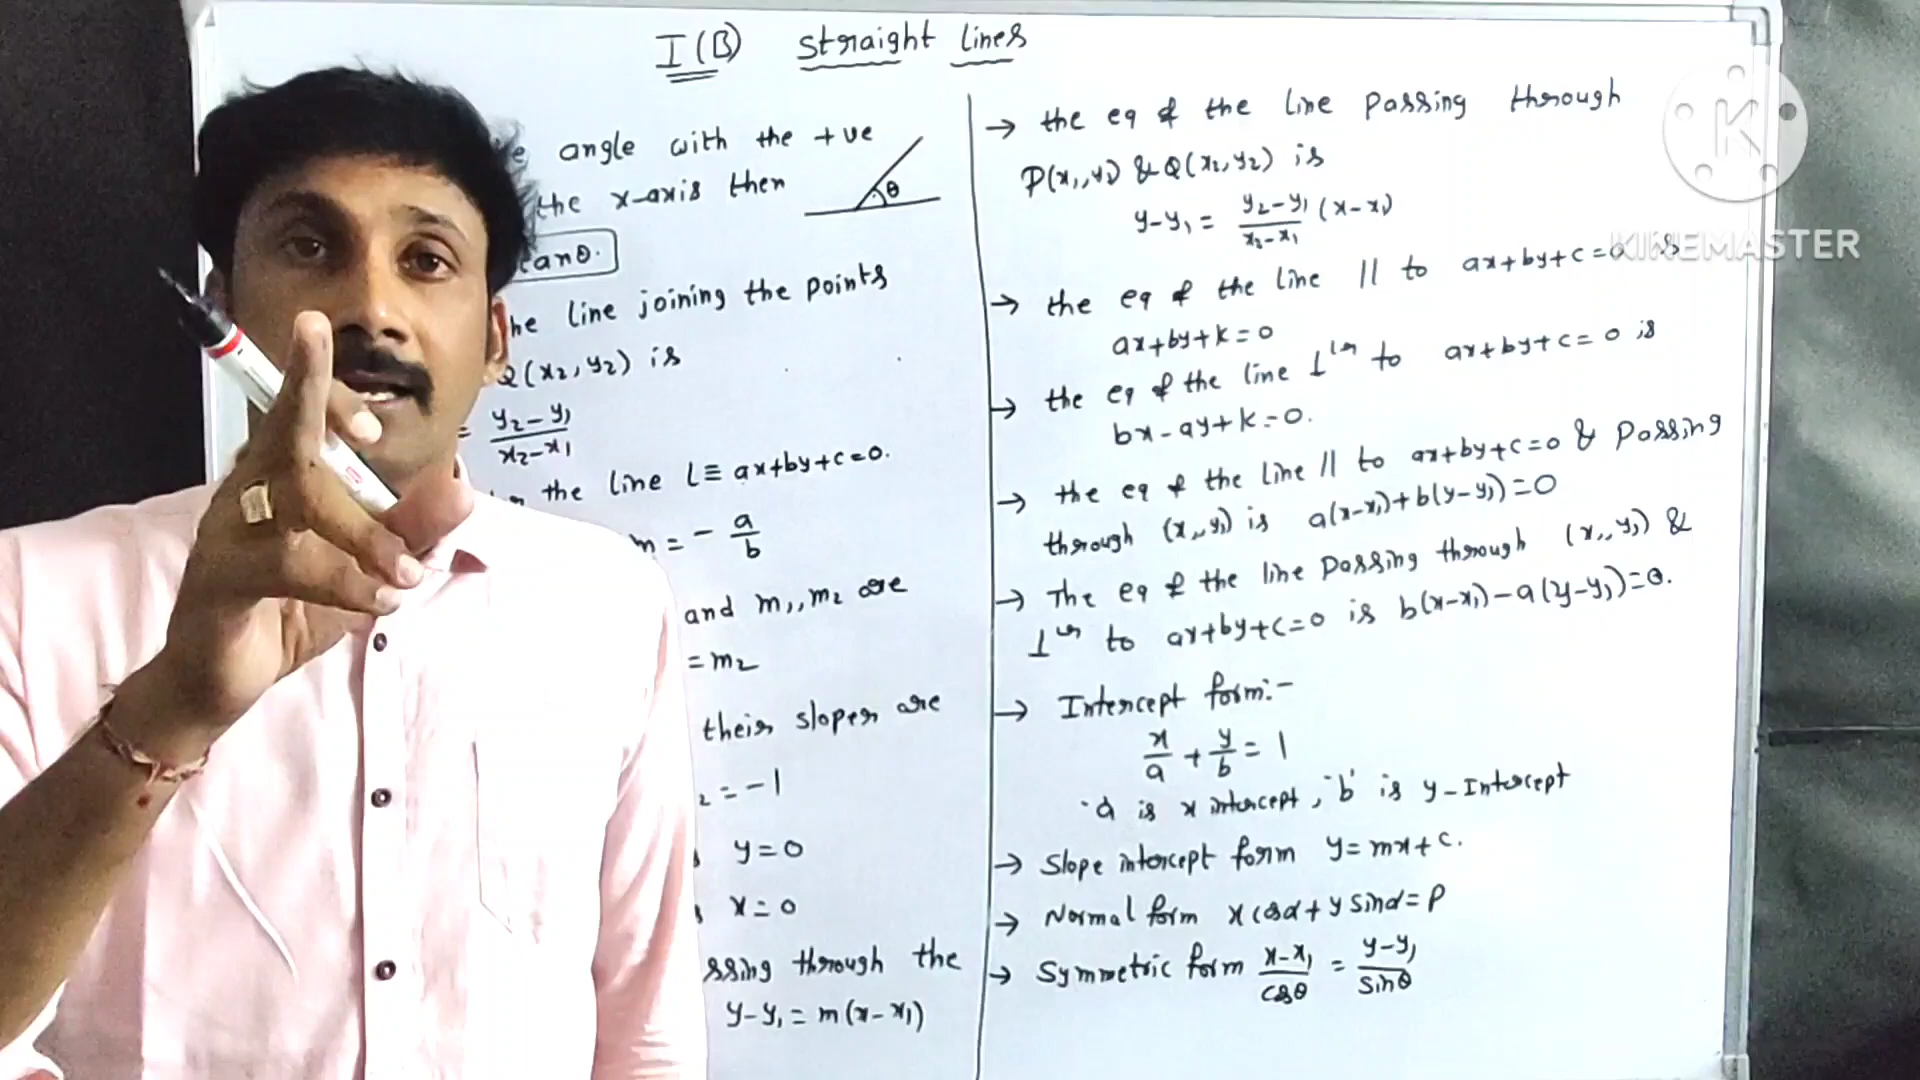 I(B) Straight Lines
angle with the +ve
the x-axis then
θ
tanθ.
the line joining the points
Q(x₂, y₂) is
= y₂-y₁/x₂-x₁
the line L≡ ax+by+c=0.
m = - a/b
and m₁, m₂ are
= m₂
their slopes are
₂ = -1
y=0
x=0
ssing through the
y-y₁ = m(x-x₁)
→ the eq of the line passing through
P(x₁, y₁) & Q(x₂, y₂) is
y-y₁ = y₂-y₁/x₂-x₁ (x-x₁)
→ the eq of the line // to ax+by+c=0 is
ax+by+k=0
→ the eq of the line ⊥ˡᵃʳ to ax+by+c=0 is
bx-ay+k=0.
→ the eq of the line // to ax+by+c=0 & passing
through (x₁, y₁) is a(x-x₁)+b(y-y₁)=0
→ The eq of the line passing through (x₁, y₁) &
⊥ˡᵃʳ to ax+by+c=0 is b(x-x₁)-a(y-y₁)=0.
→ Intercept form:-
x/a + y/b = 1
'a is x intercept, 'b' is y-Intercept
→ Slope intercept form y=mx+c.
→ Normal form x cosα + y sinα = P
→ Symmetric form x-x₁/cosθ = y-y₁/sinθ
K
KINEMASTER